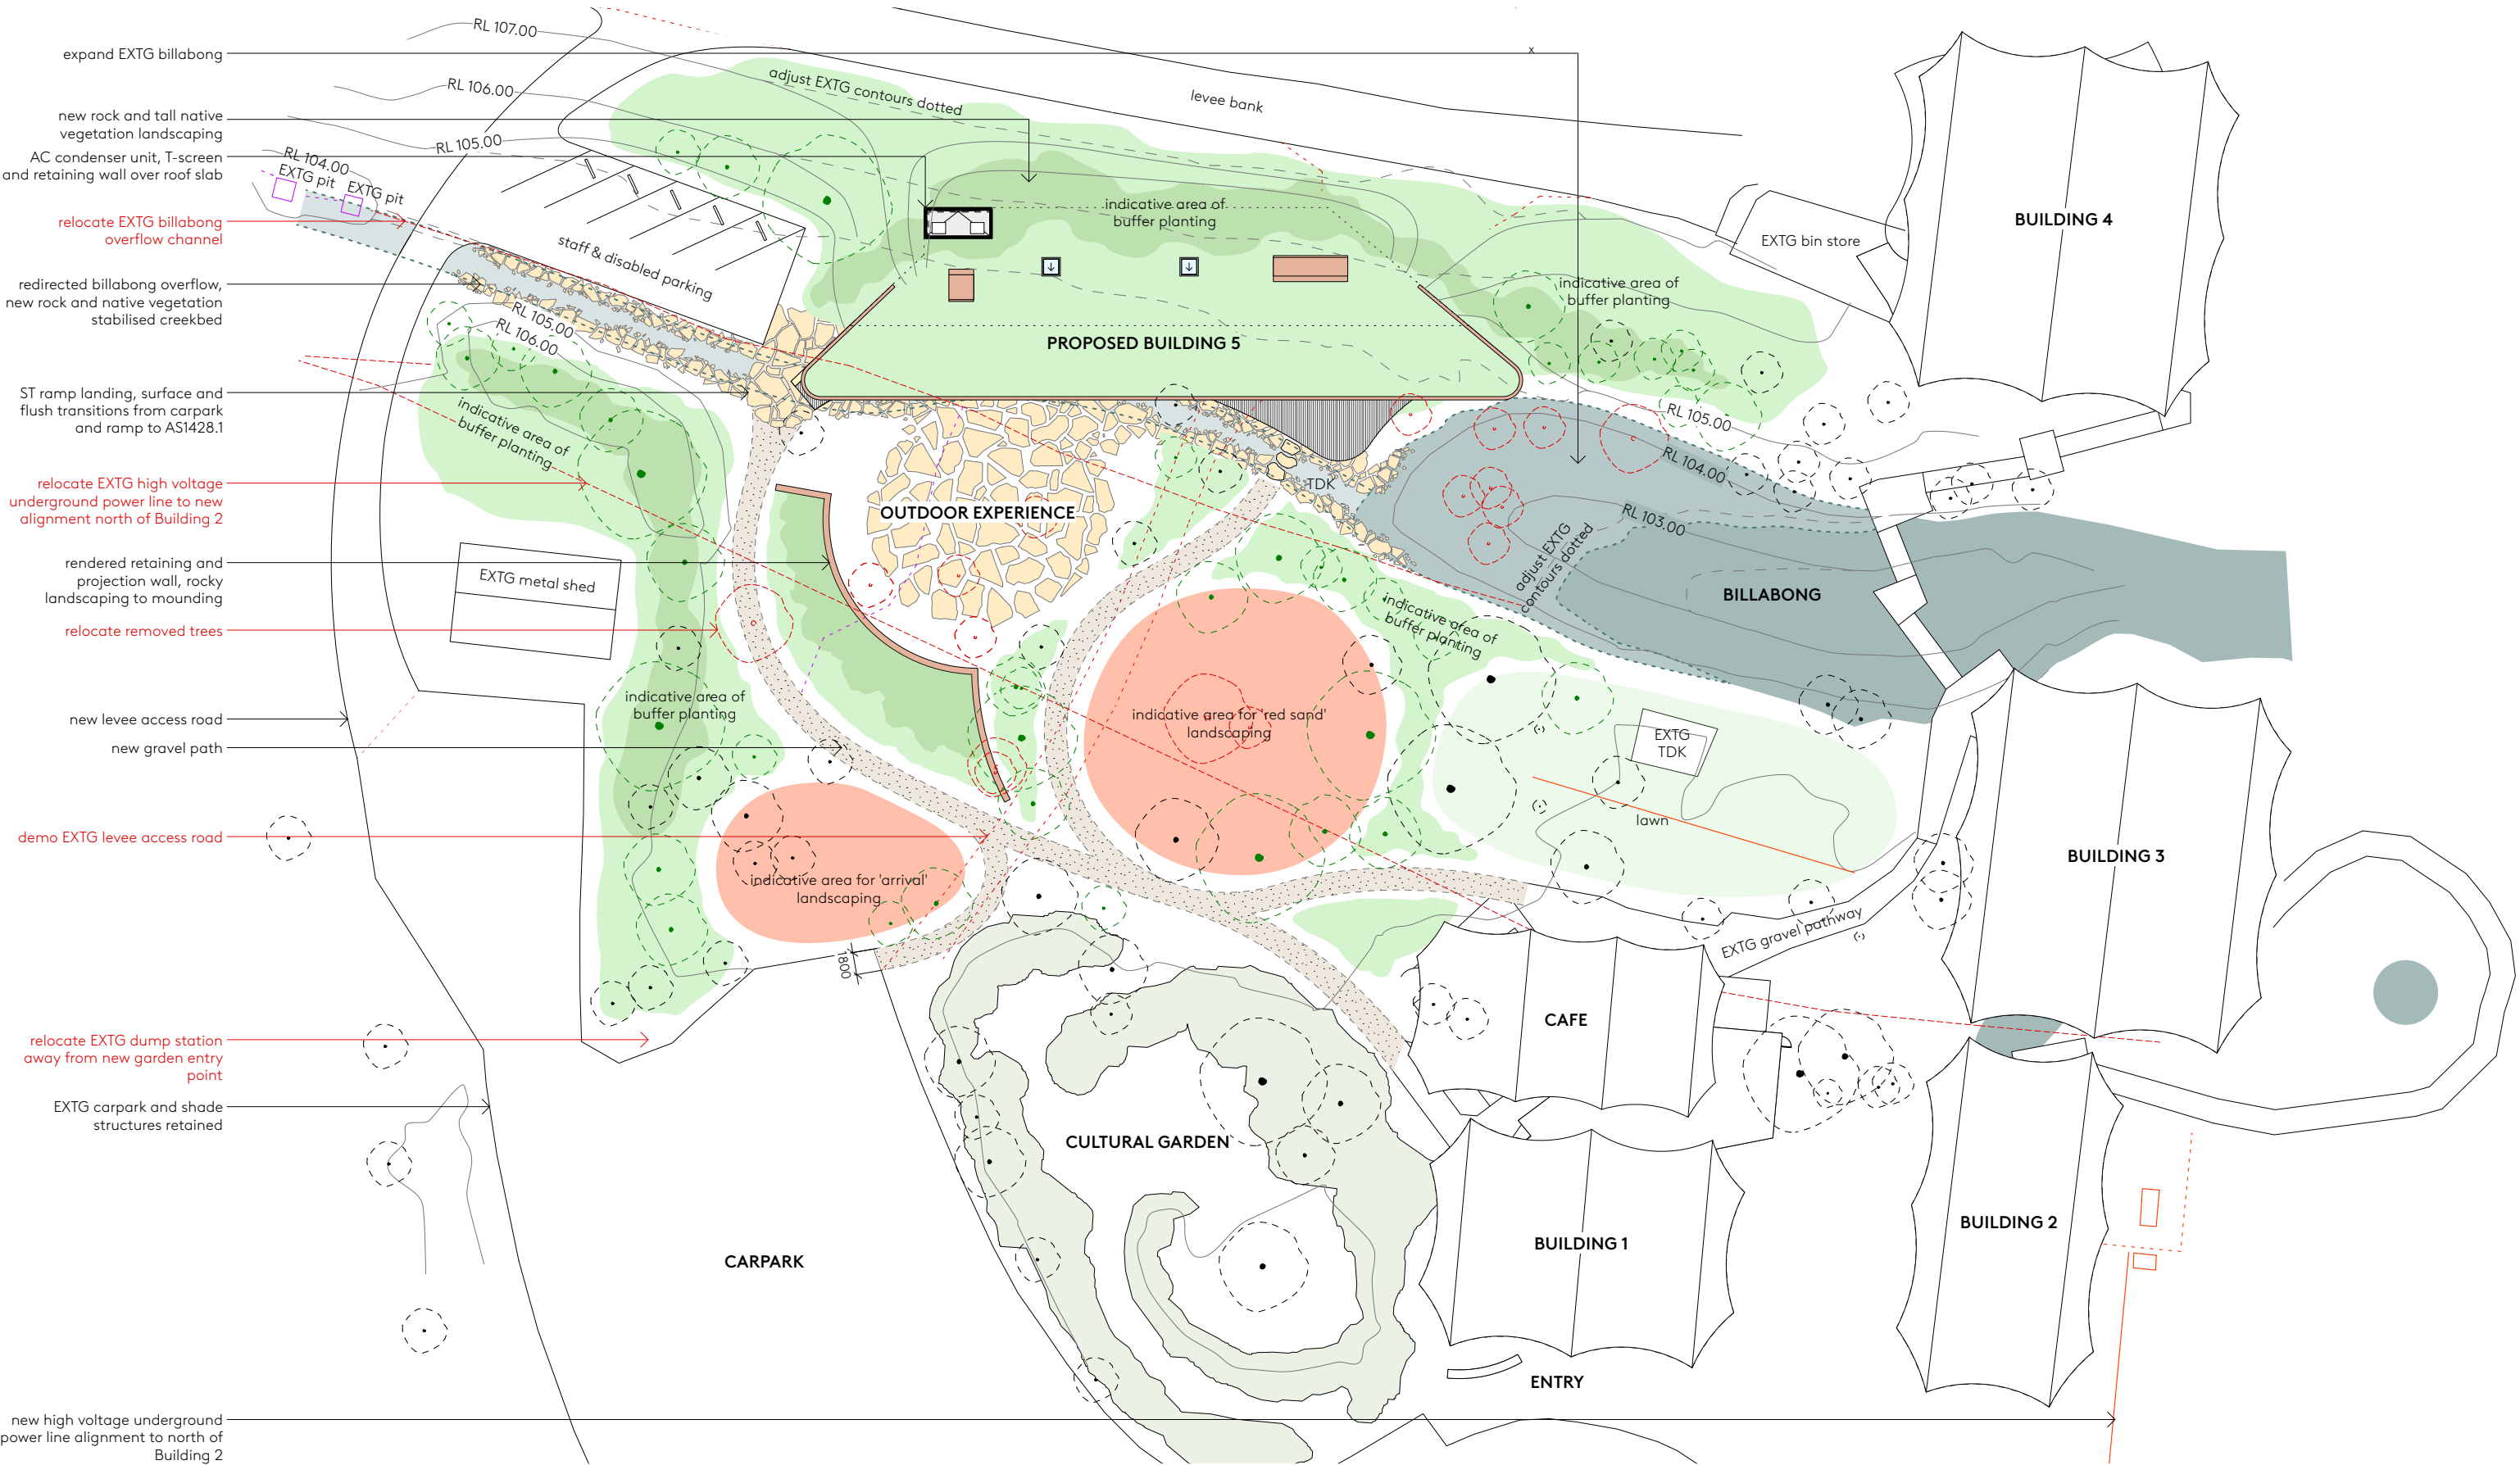 expand EXTG billabong
new rock and tall native
vegetation landscaping
AC condenser unit, T-screen
and retaining wall over roof slab
relocate EXTG billabong
overflow channel
redirected billabong overflow,
new rock and native vegetation
stabilised creekbed
ST ramp landing, surface and
flush transitions from carpark
and ramp to AS1428.1
relocate EXTG high voltage
underground power line to new
alignment north of Building 2
rendered retaining and
projection wall, rocky
landscaping to mounding
relocate removed trees
new levee access road
new gravel path
demo EXTG levee access road
relocate EXTG dump station
away from new garden entry
point
EXTG carpark and shade
structures retained
new high voltage underground
power line alignment to north of
Building 2
RL 107.00
RL 106.00
RL 105.00
RL 104.00
EXTG pit
EXTG pit
adjust EXTG contours dotted
levee bank
x
staff & disabled parking
indicative area of
buffer planting
PROPOSED BUILDING 5
indicative area of
buffer planting
EXTG bin store
BUILDING 4
RL 105.00
RL 106.00
indicative area of
buffer planting
RL 105.00
RL 104.00
RL 103.00
TDK
OUTDOOR EXPERIENCE
adjust EXTG
contours dotted
BILLABONG
EXTG metal shed
indicative area of
buffer planting
indicative area of
buffer planting
indicative area for 'red sand'
landscaping
EXTG
TDK
lawn
BUILDING 3
indicative area for 'arrival'
landscaping
1800
EXTG gravel pathway
CAFE
CULTURAL GARDEN
BUILDING 1
BUILDING 2
CARPARK
ENTRY